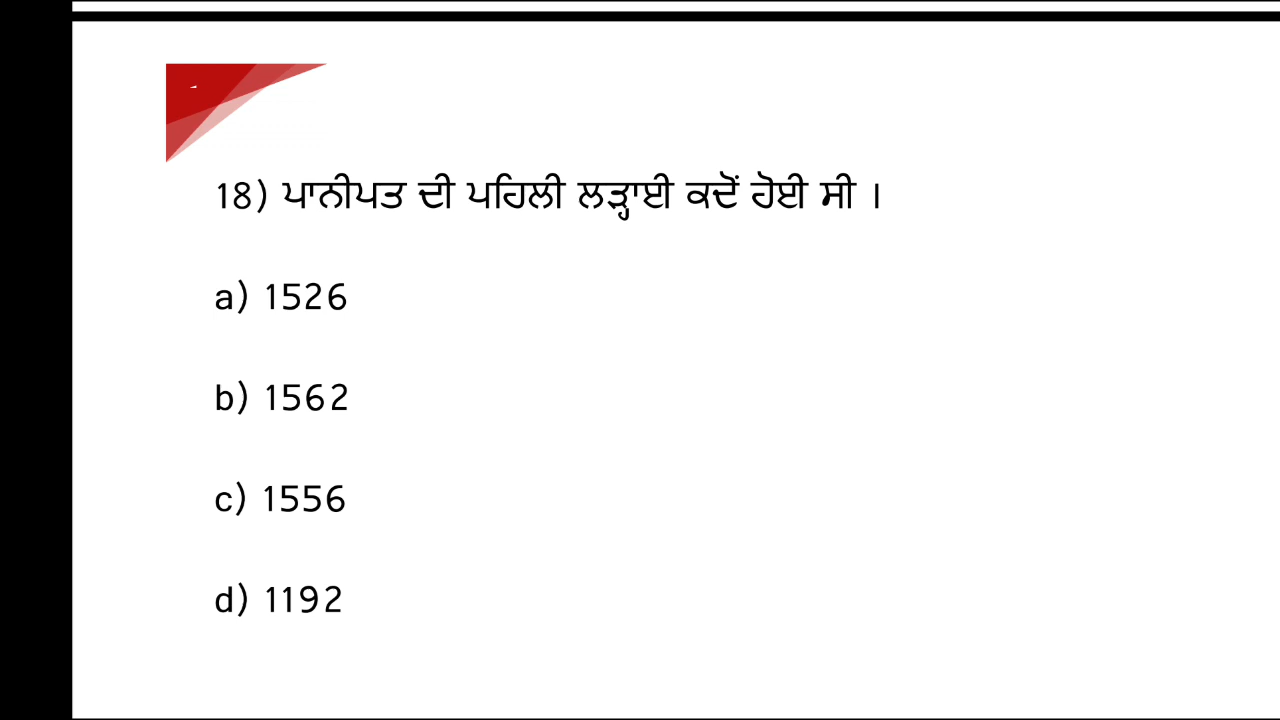 18) ਪਾਨੀਪਤ ਦੀ ਪਹਿਲੀ ਲੜ੍ਹਾਈ ਕਦੋਂ ਹੋਈ ਸੀ ।
a) 1526
b) 1562
c) 1556
d) 1192